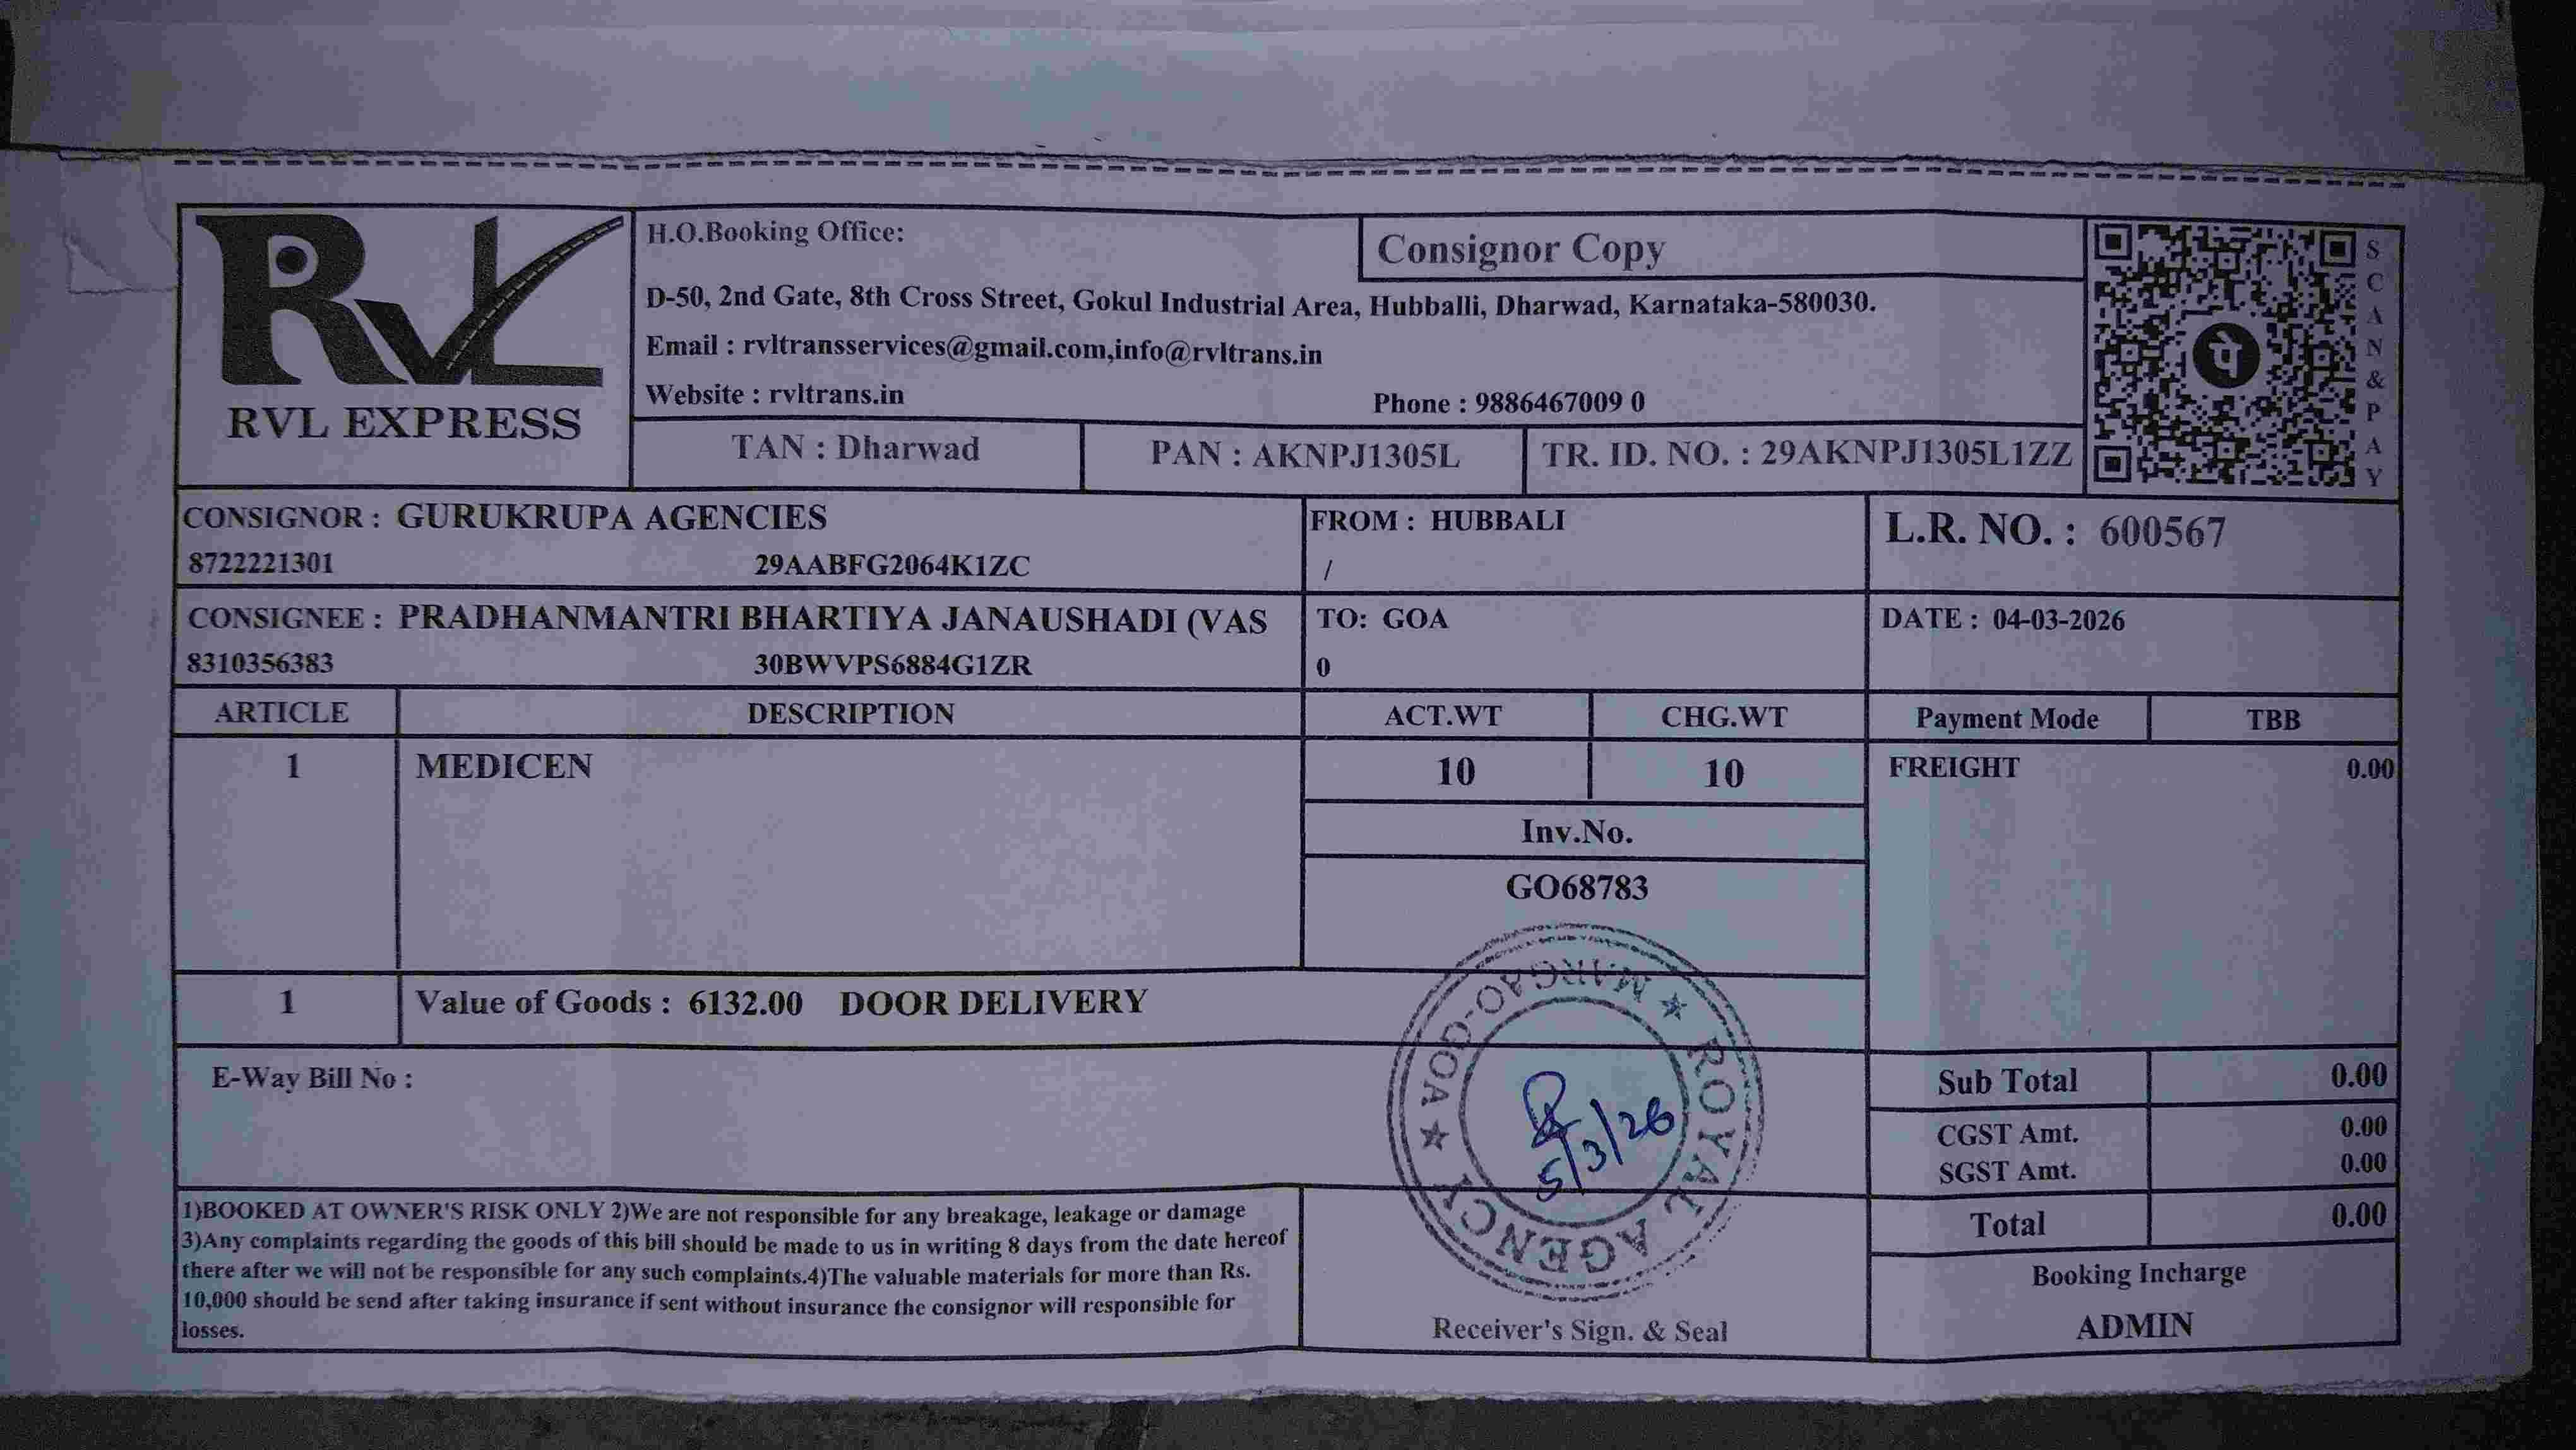 RVL
RVL EXPRESS
H.O.Booking Office:
Consignor Copy
D-50, 2nd Gate, 8th Cross Street, Gokul Industrial Area, Hubballi, Dharwad, Karnataka-580030.
Email : rvltransservices@gmail.com,info@rvltrans.in
Website : rvltrans.in
Phone : 9886467009 0
TAN : Dharwad
PAN : AKNPJ1305L
TR. ID. NO. : 29AKNPJ1305L1ZZ
पे
SCAN&PAY
CONSIGNOR : GURUKRUPA AGENCIES
8722221301 29AABFG2064K1ZC
FROM : HUBBALI
/
L.R. NO. : 600567
CONSIGNEE : PRADHANMANTRI BHARTIYA JANAUSHADI (VAS
8310356383 30BWVPS6884G1ZR
TO: GOA
0
DATE : 04-03-2026
ARTICLE DESCRIPTION ACT.WT CHG.WT Payment Mode TBB
1 MEDICEN 10 10 FREIGHT 0.00
Inv.No.
GO68783
1 Value of Goods : 6132.00 DOOR DELIVERY
E-Way Bill No :
Sub Total 0.00
CGST Amt. 0.00
SGST Amt. 0.00
Total 0.00
★ ROYAL AGENCY ★
MARGAO-GOA
5/3/26
1)BOOKED AT OWNER'S RISK ONLY 2)We are not responsible for any breakage, leakage or damage
3)Any complaints regarding the goods of this bill should be made to us in writing 8 days from the date hereof
there after we will not be responsible for any such complaints.4)The valuable materials for more than Rs.
10,000 should be send after taking insurance if sent without insurance the consignor will responsible for
losses.
Receiver's Sign. & Seal
Booking Incharge
ADMIN